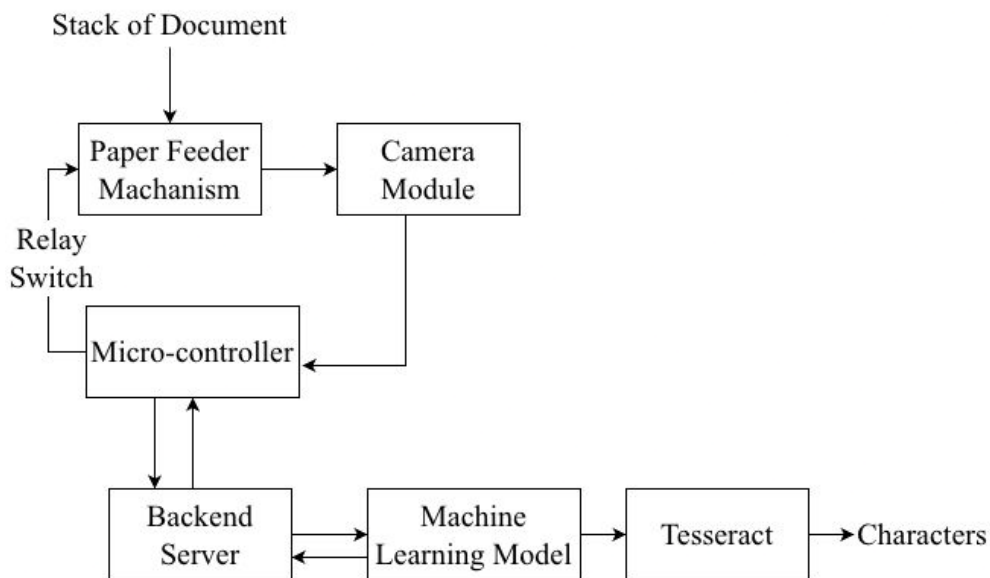 Stack of Document
Paper Feeder
Machanism
Camera
Module
Relay
Switch
Micro-controller
Backend
Server
Machine
Learning Model
Tesseract
Characters